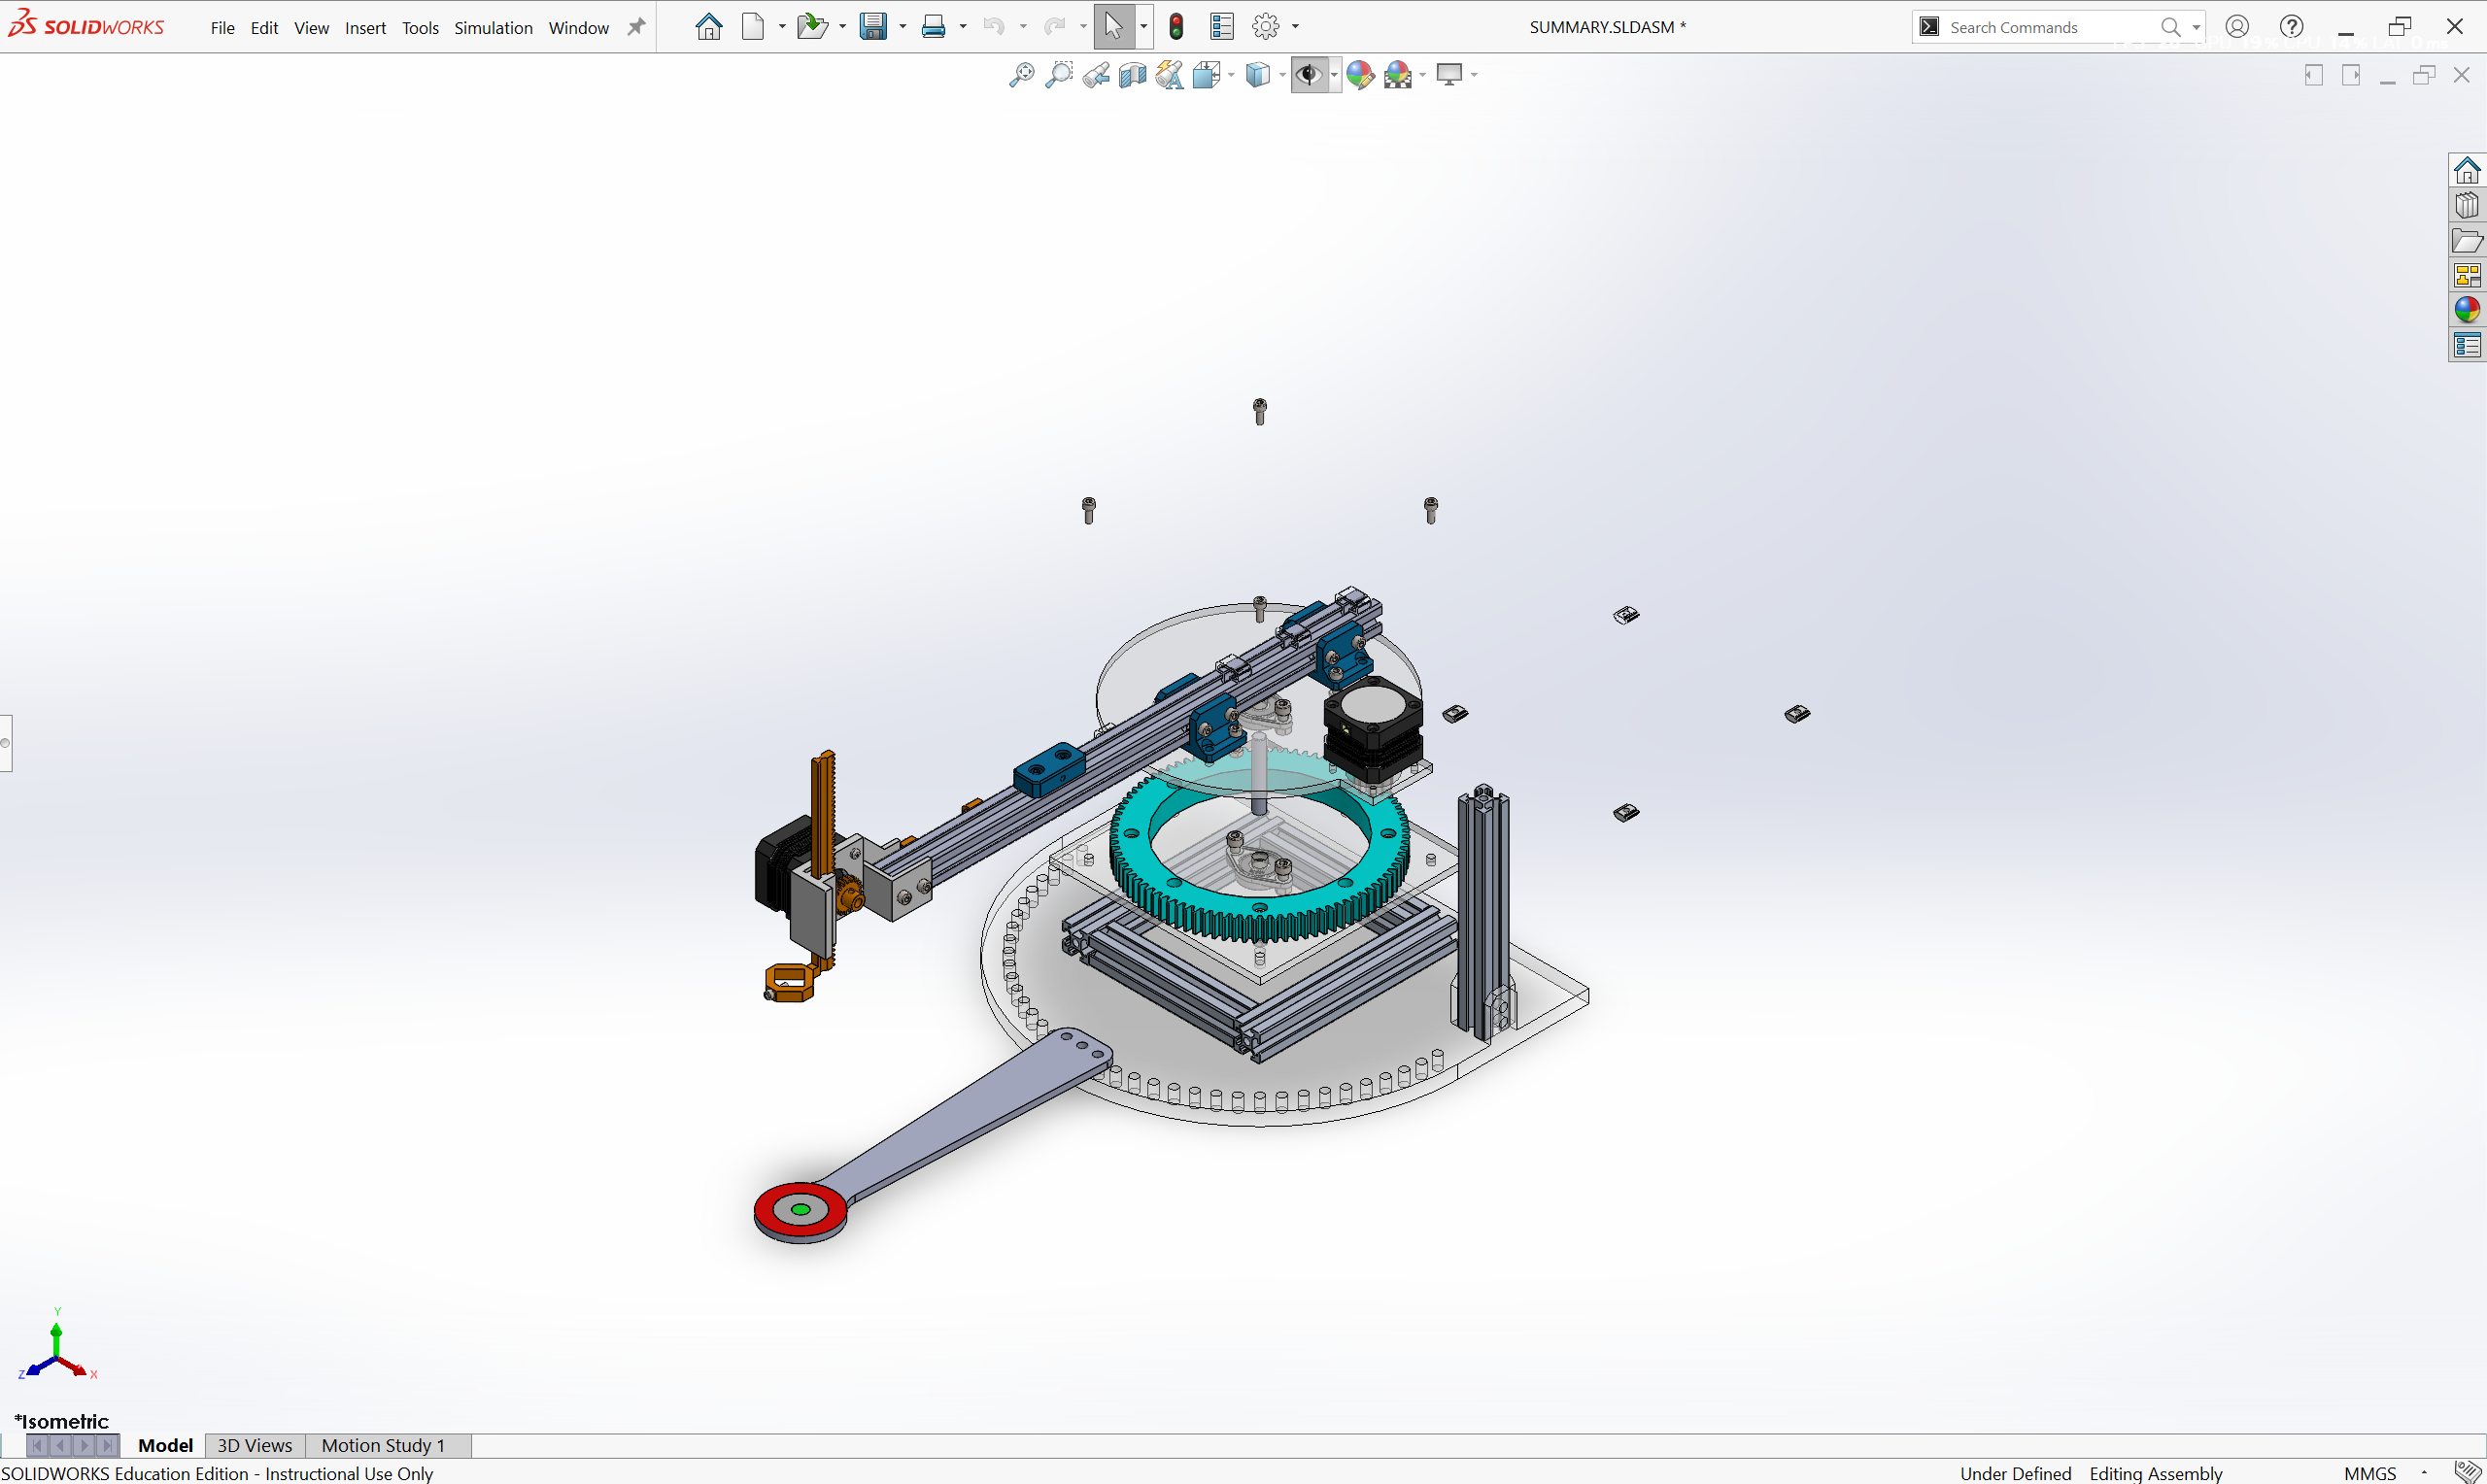 SOLIDWORKS File Edit View Insert Tools Simulation Window SUMMARY.SLDASM * Search Commands
Y
Z X
*Isometric
Model 3D Views Motion Study 1
SOLIDWORKS Education Edition - Instructional Use Only Under Defined Editing Assembly MMGS